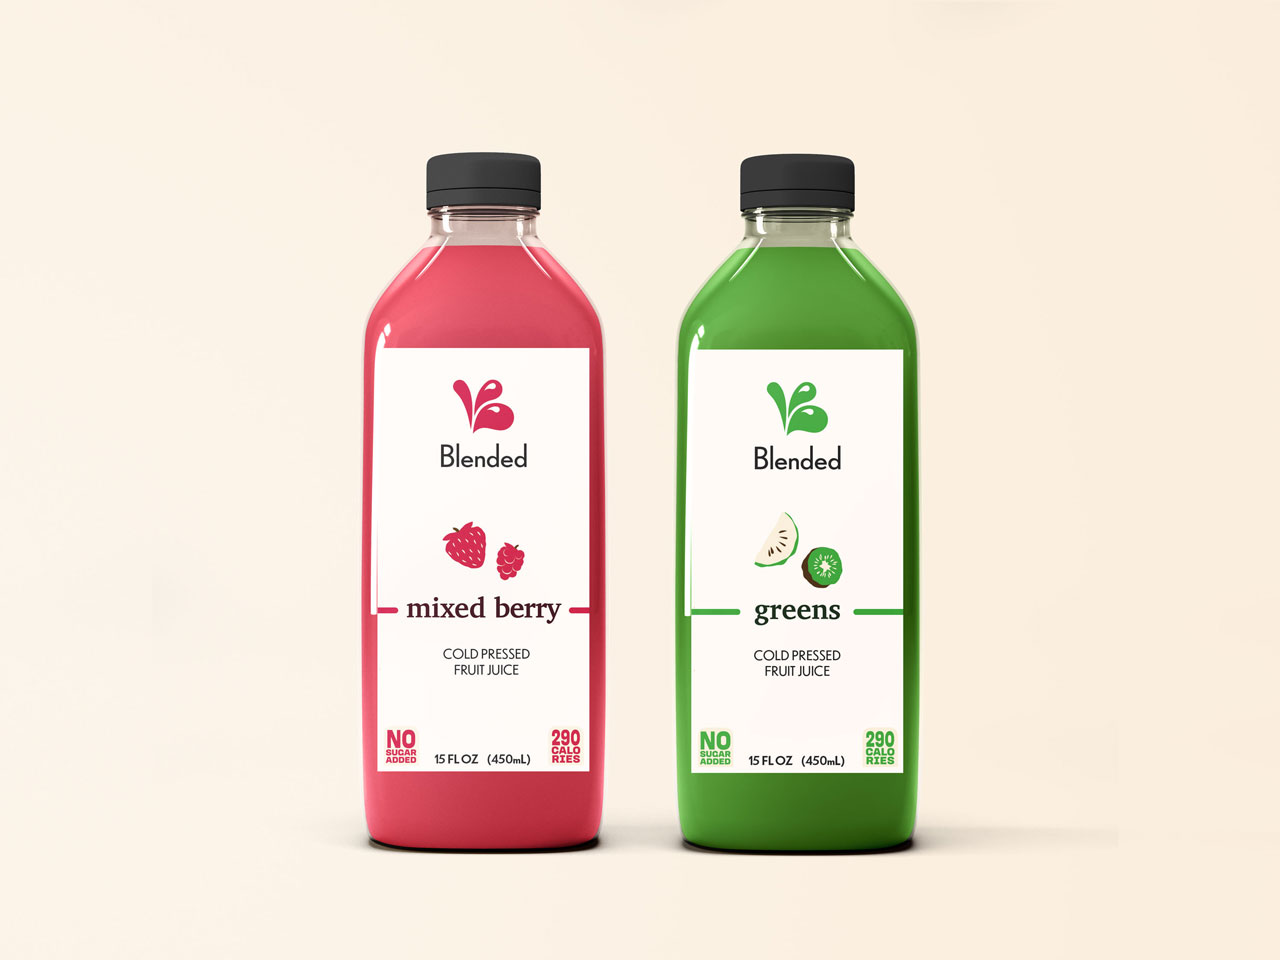 Blended
mixed berry
COLD PRESSED
FRUIT JUICE
NO
SUGAR
ADDED
15 FL OZ (450mL)
290
CALO
RIES
Blended
greens
COLD PRESSED
FRUIT JUICE
NO
SUGAR
ADDED
15 FL OZ (450mL)
290
CALO
RIES